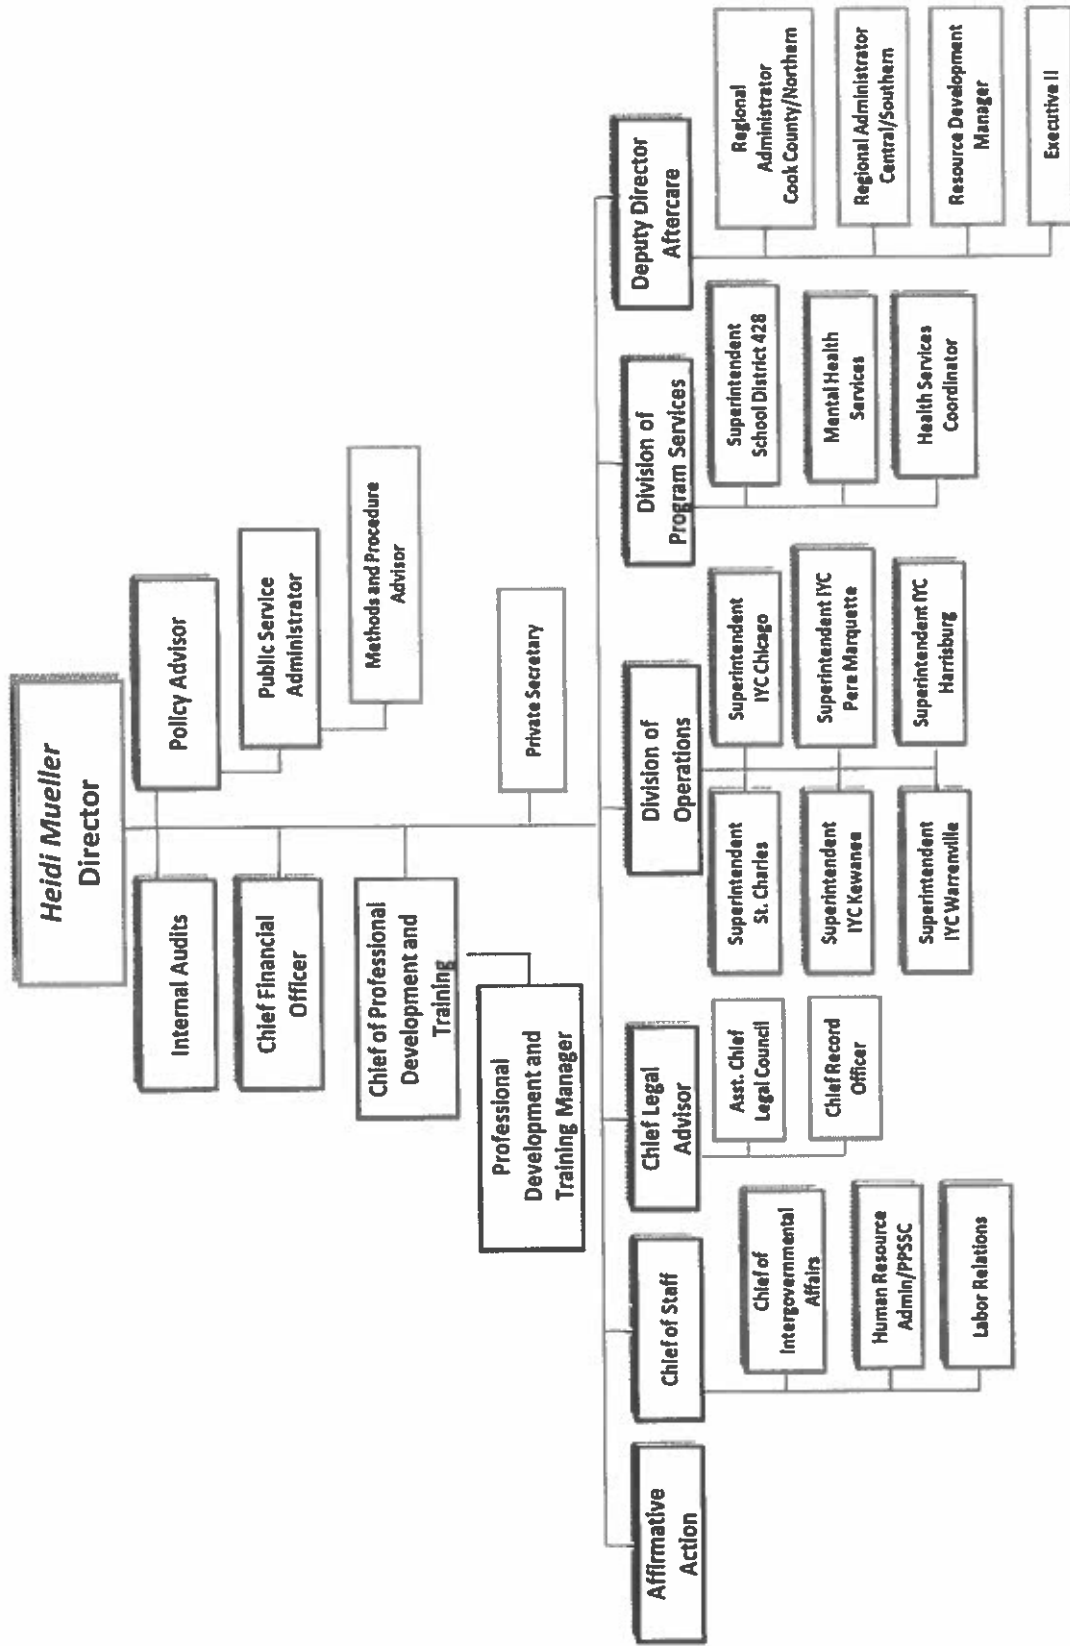 Heidi Mueller
Director
Internal Audits
Policy Advisor
Chief Financial
Officer
Public Service
Administrator
Methods and Procedure
Advisor
Chief of Professional
Development and
Training
Professional
Development and
Training Manager
Private Secretary
Affirmative
Action
Chief of Staff
Chief of
Intergovernmental
Affairs
Human Resource
Admin/PPSSC
Labor Relations
Chief Legal
Advisor
Asst. Chief
Legal Council
Chief Record
Officer
Division of
Operations
Superintendent
St. Charles
Superintendent
IYC Chicago
Superintendent
IYC Kewanee
Superintendent IYC
Pere Marquette
Superintendent
IYC Warrenville
Superintendent IYC
Harrisburg
Division of
Program Services
Superintendent
School District 428
Mental Health
Services
Health Services
Coordinator
Deputy Director
Aftercare
Regional
Administrator
Cook County/Northern
Regional Administrator
Central/Southern
Resource Development
Manager
Executive II